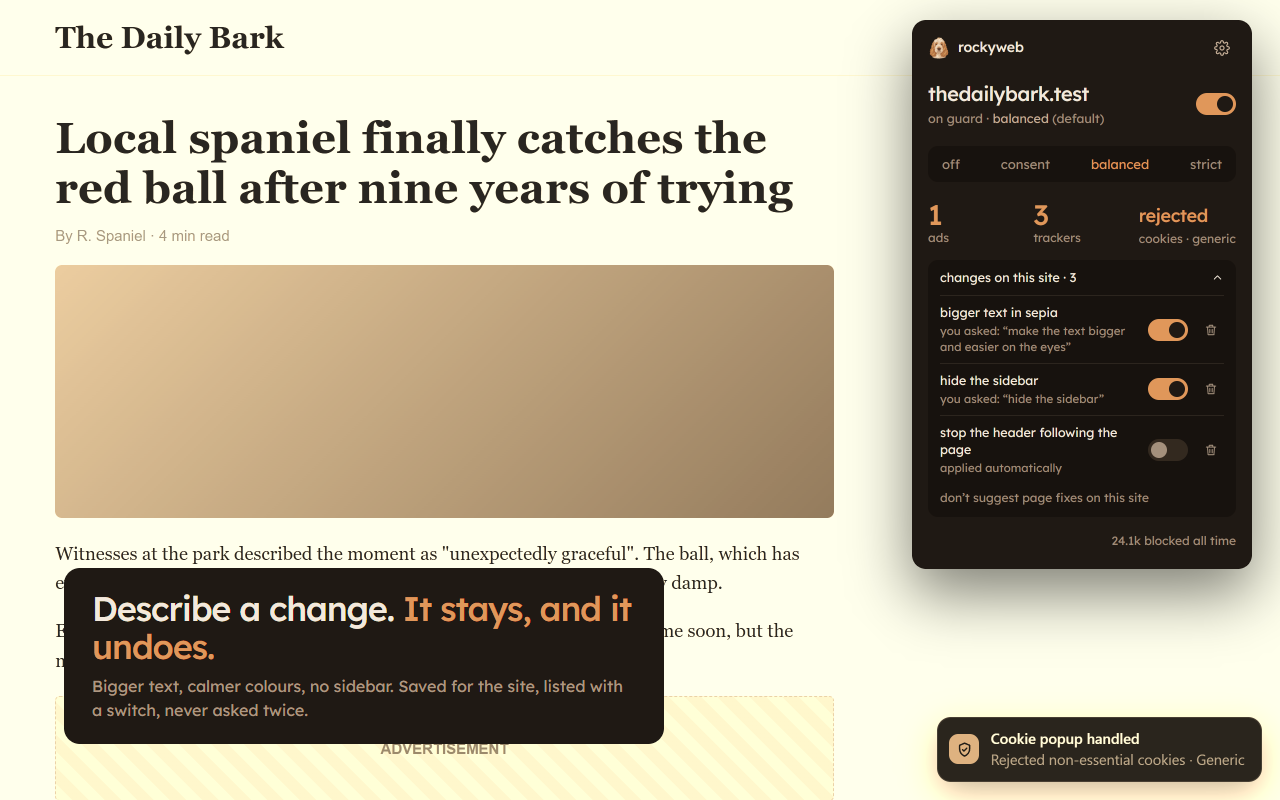 The Daily Bark
Local spaniel finally catches the
red ball after nine years of trying
By R. Spaniel · 4 min read
Witnesses at the park described the moment as "unexpectedly graceful". The ball, which has
damp.
me soon, but the
ADVERTISEMENT
Describe a change. It stays, and it
undoes.
Bigger text, calmer colours, no sidebar. Saved for the site, listed with
a switch, never asked twice.
rockyweb
thedailybark.test
on guard · balanced (default)
off consent balanced strict
1 3 rejected
ads trackers cookies · generic
changes on this site · 3
bigger text in sepia
you asked: “make the text bigger
and easier on the eyes”
hide the sidebar
you asked: “hide the sidebar”
stop the header following the
page
applied automatically
don’t suggest page fixes on this site
24.1k blocked all time
Cookie popup handled
Rejected non-essential cookies · Generic